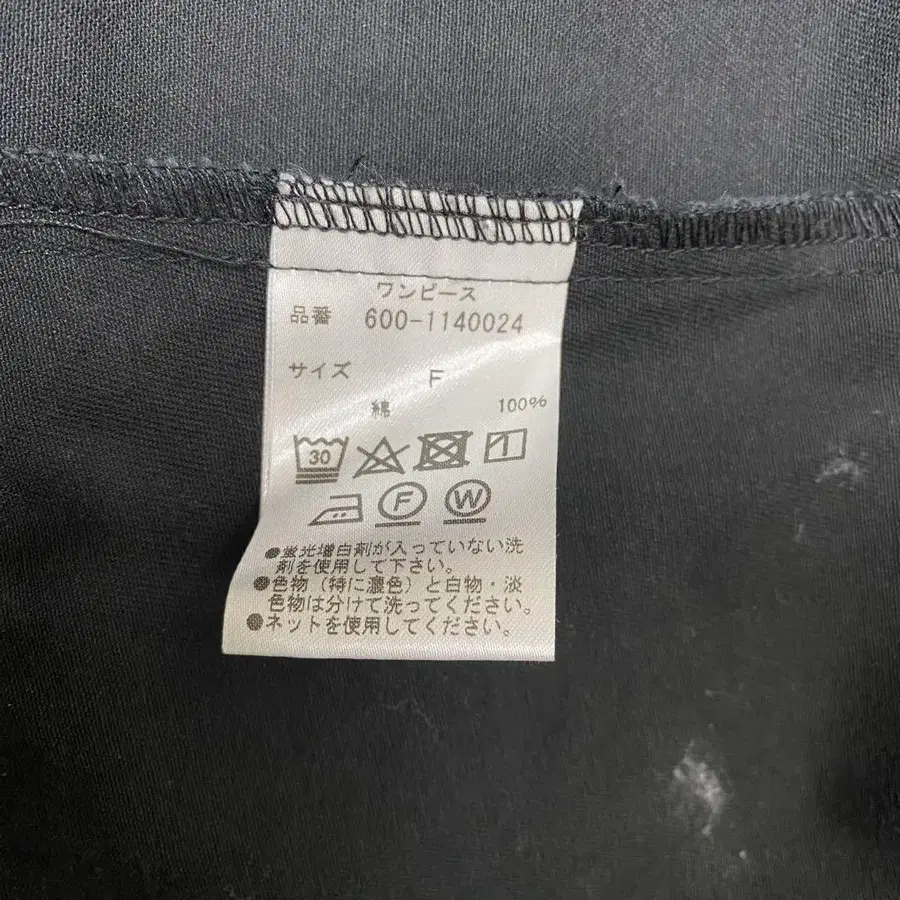 ワンピース
品番 600-1140024
サイズ F
綿 100%
30
F W
●蛍光増白剤が入っていない洗
剤を使用して下さい。
●色物（特に濃色）と白物・淡
色物は分けて洗ってください。
●ネットを使用してください。